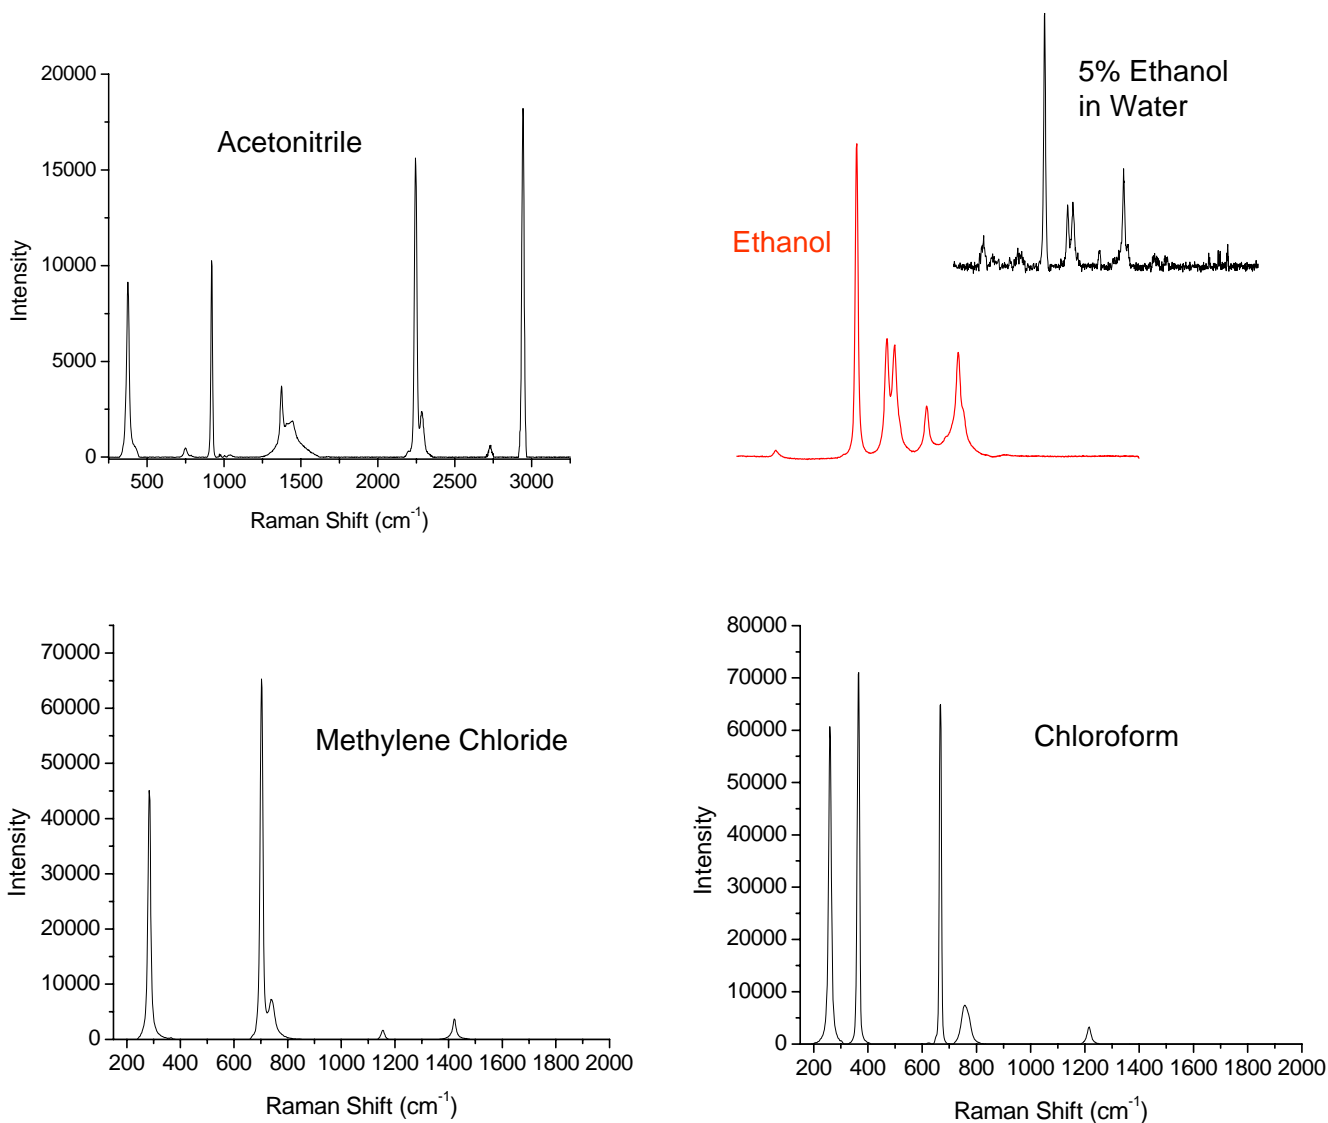 20000
15000
10000
5000
0
Intensity
Acetonitrile
500 1000 1500 2000 2500 3000
Raman Shift (cm⁻¹)
5% Ethanol
in Water
Ethanol
70000
60000
50000
40000
30000
20000
10000
0
Intensity
Methylene Chloride
200 400 600 800 1000 1200 1400 1600 1800 2000
Raman Shift (cm⁻¹)
80000
70000
60000
50000
40000
30000
20000
10000
0
Intensity
Chloroform
200 400 600 800 1000 1200 1400 1600 1800 2000
Raman Shift (cm⁻¹)